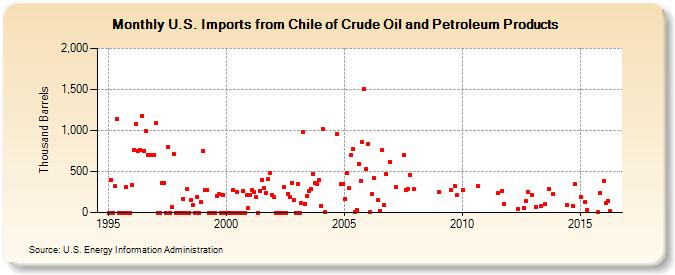 Monthly U.S. Imports from Chile of Crude Oil and Petroleum Products
Thousand Barrels
2,000
1,500
1,000
500
0
1995 2000 2005 2010 2015
Source: U.S. Energy Information Administration